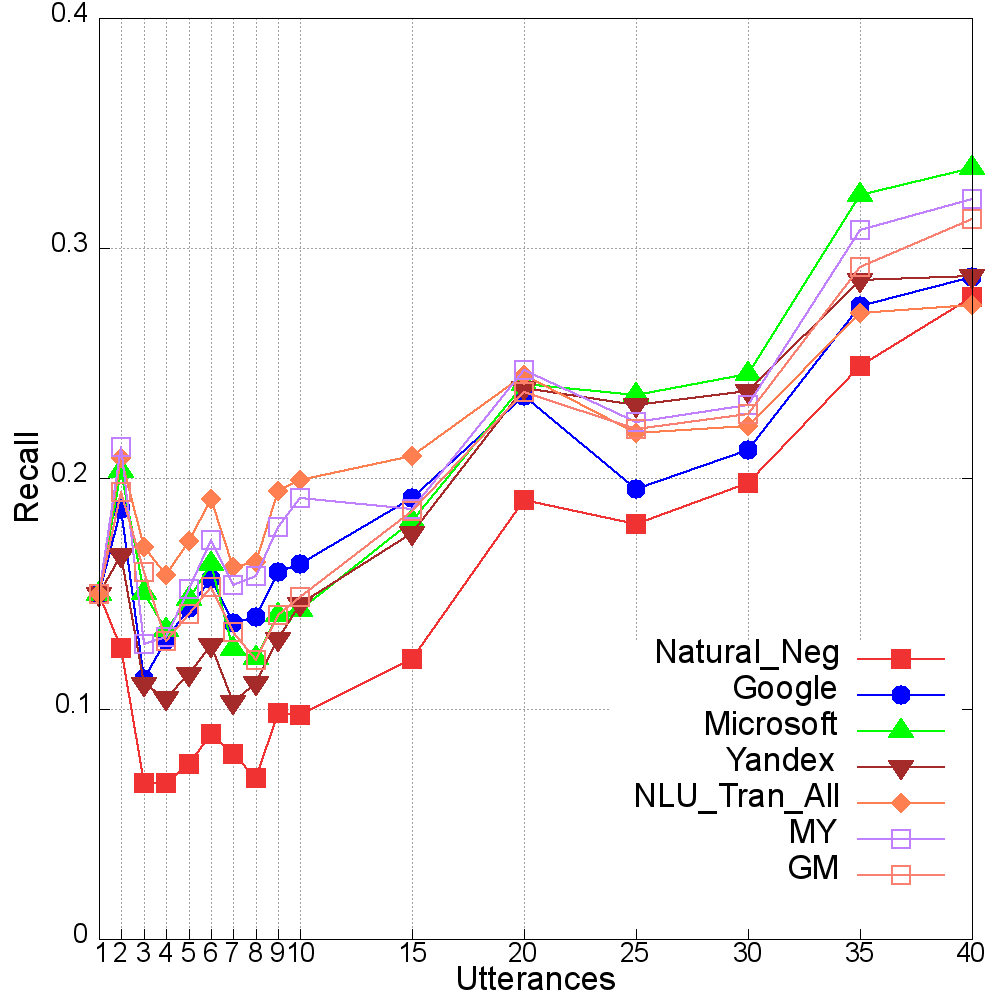 0.4
0.3
0.2
0.1
0
Recall
1 2 3 4 5 6 7 8 9 10 15 20 25 30 35 40
Utterances
Natural_Neg
Google
Microsoft
Yandex
NLU_Tran_All
MY
GM